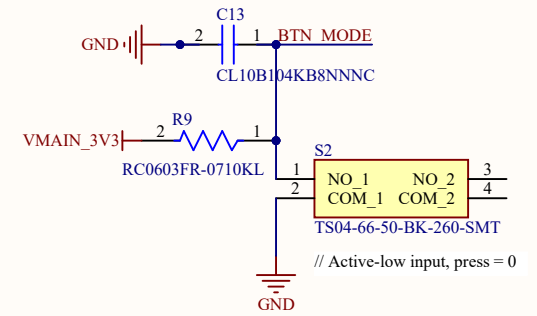 C13
GND
2
1
BTN_MODE
CL10B104KB8NNNC
R9
VMAIN_3V3
2
1
RC0603FR-0710KL
S2
1
NO_1
NO_2
3
2
COM_1
COM_2
4
TS04-66-50-BK-260-SMT
// Active-low input, press = 0
GND